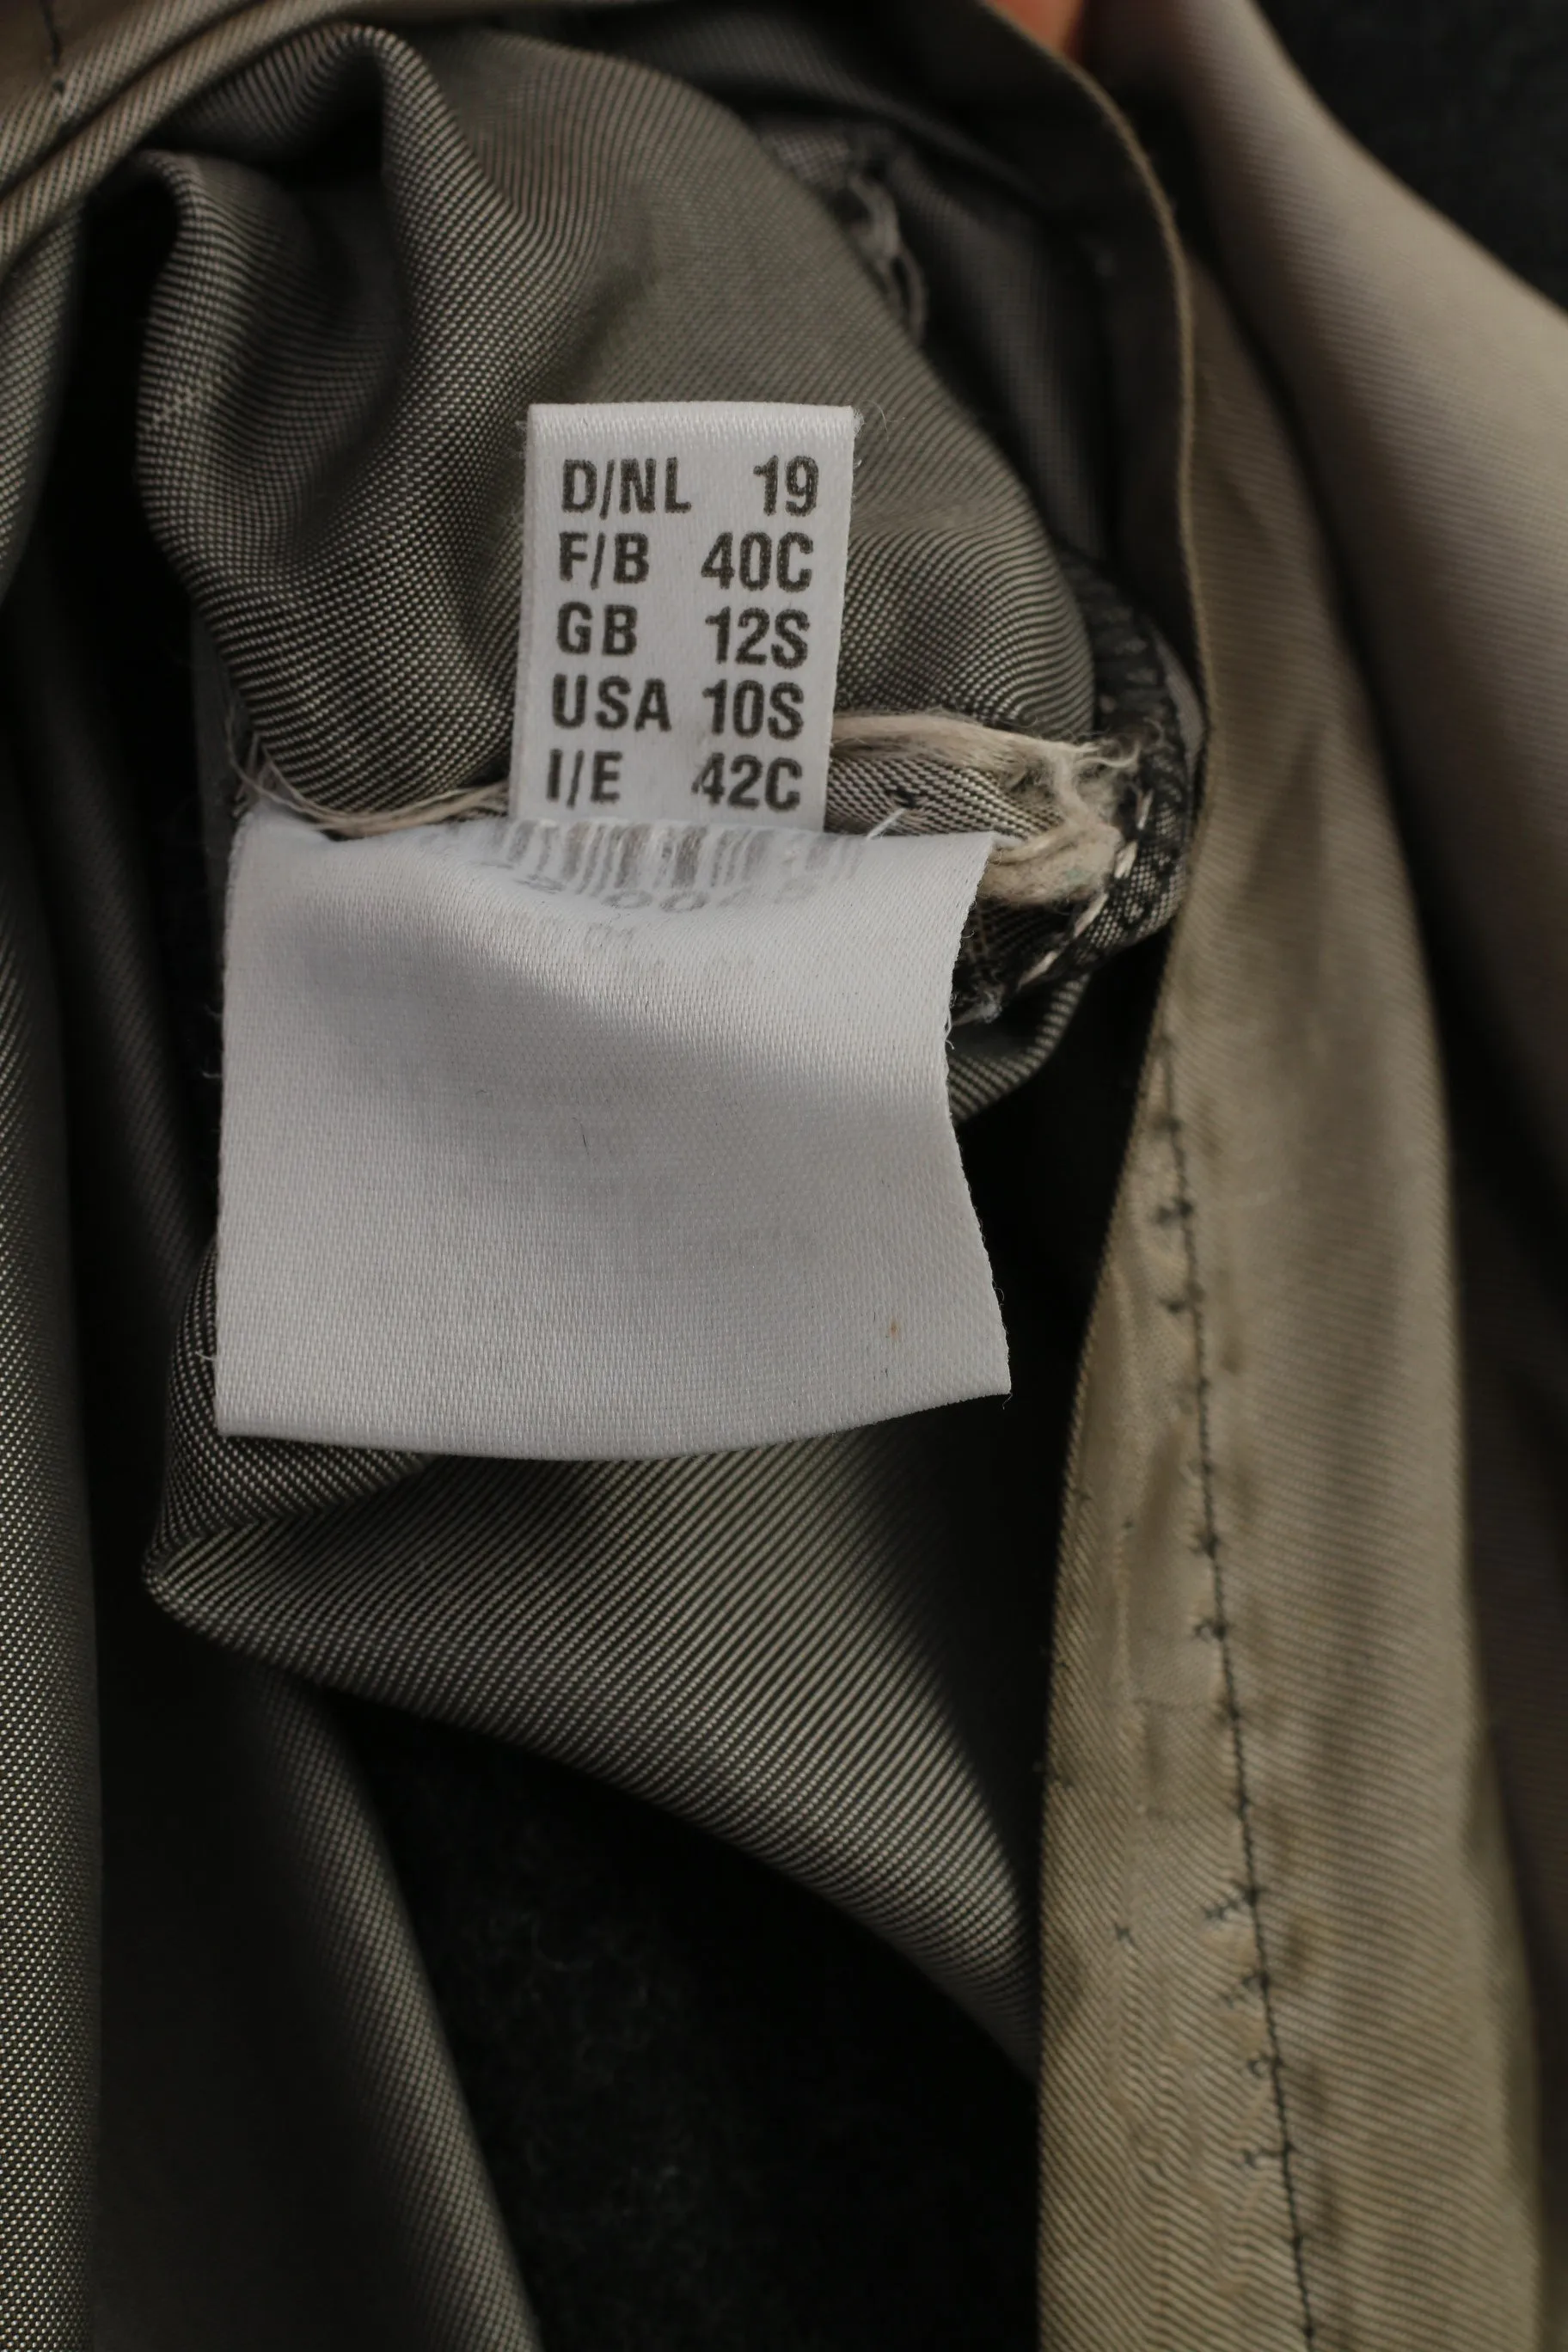 D/NL 19
F/B 40C
GB 12S
USA 10S
I/E 42C